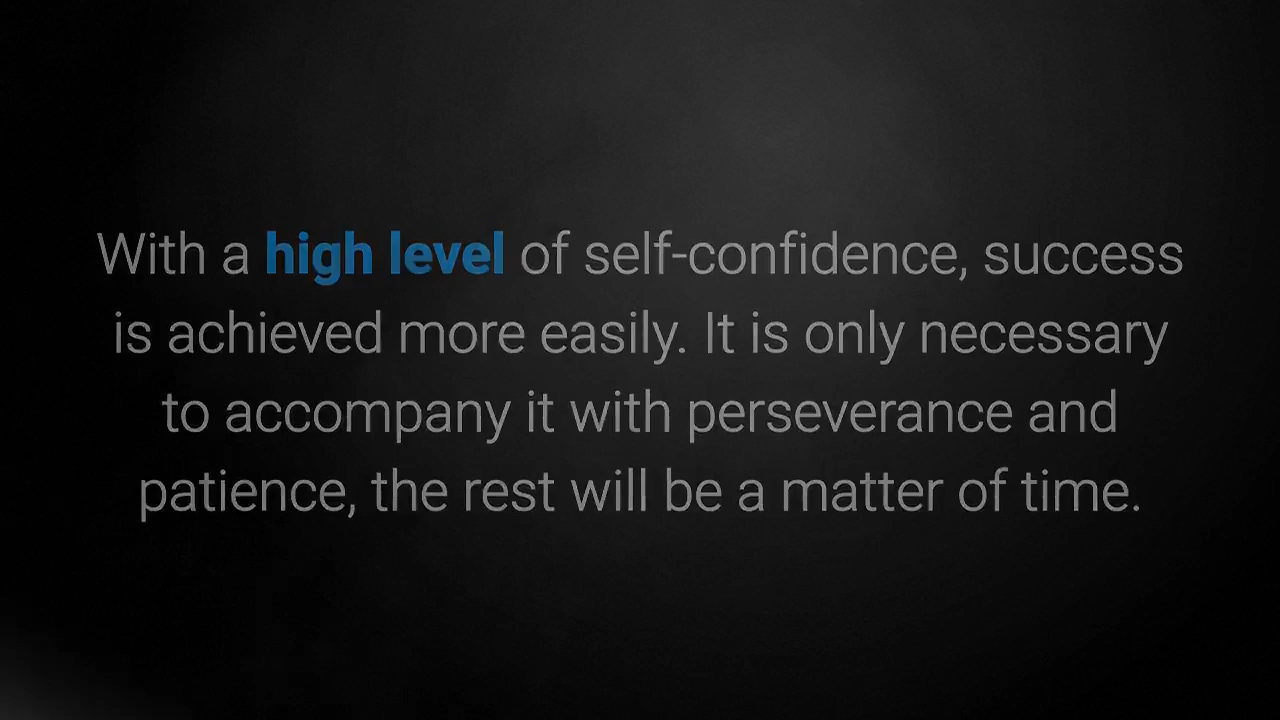 With a high level of self-confidence, success
is achieved more easily. It is only necessary
to accompany it with perseverance and
patience, the rest will be a matter of time.